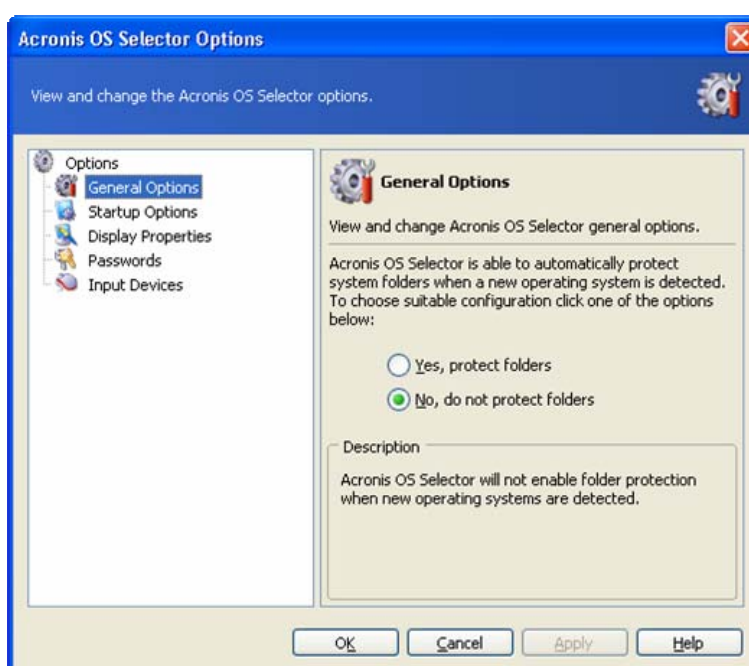 Acronis OS Selector Options
View and change the Acronis OS Selector options.
Options
General Options
Startup Options
Display Properties
Passwords
Input Devices
General Options
View and change Acronis OS Selector general options.
Acronis OS Selector is able to automatically protect
system folders when a new operating system is detected.
To choose suitable configuration click one of the options
below:
Yes, protect folders
No, do not protect folders
Description
Acronis OS Selector will not enable folder protection
when new operating systems are detected.
OK
Cancel
Apply
Help